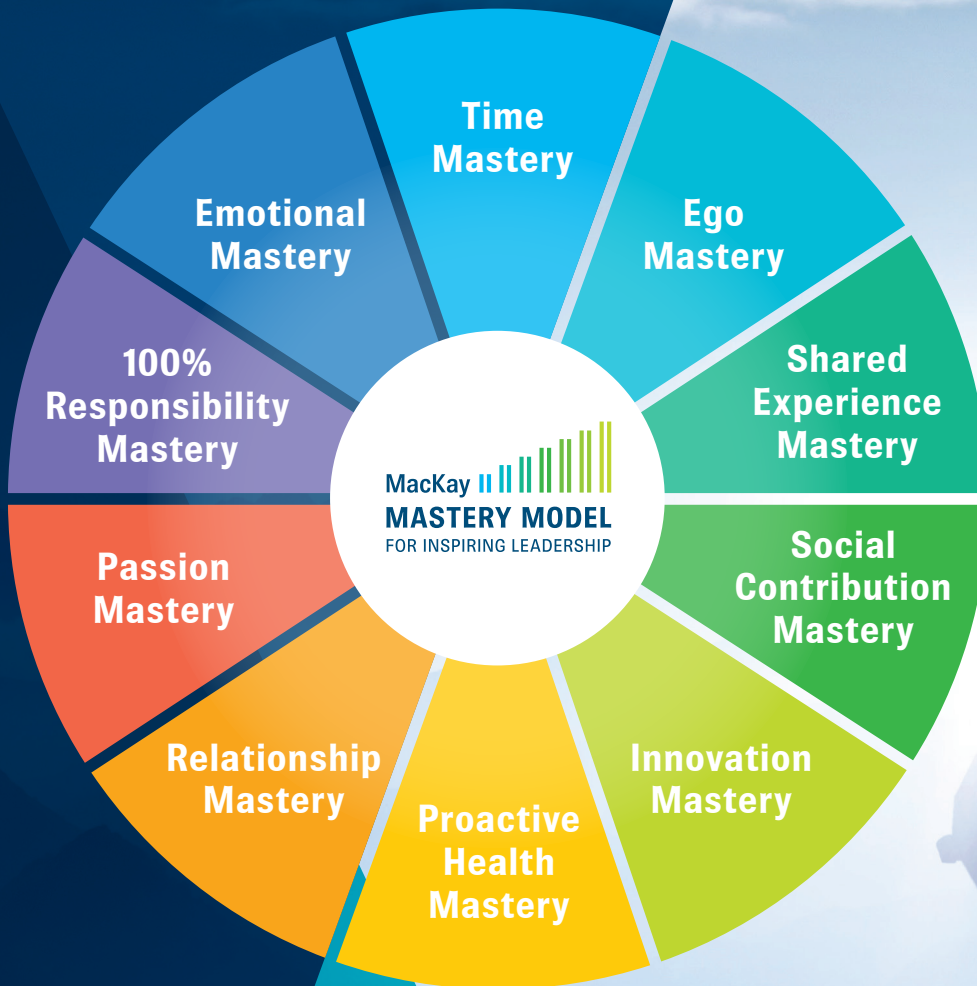 Time
Mastery
Ego
Mastery
Shared
Experience
Mastery
Social
Contribution
Mastery
Innovation
Mastery
Proactive
Health
Mastery
Relationship
Mastery
Passion
Mastery
100%
Responsibility
Mastery
Emotional
Mastery
MacKay
MASTERY MODEL
FOR INSPIRING LEADERSHIP